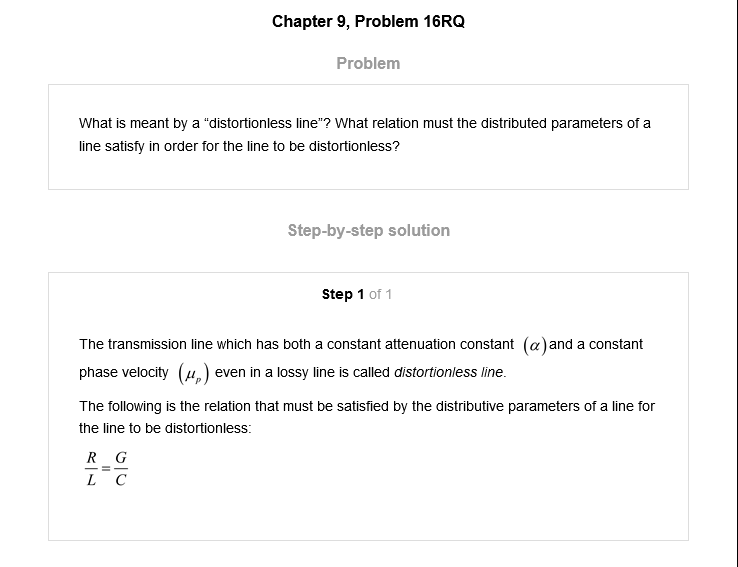 Chapter 9, Problem 16RQ
Problem
What is meant by a “distortionless line”? What relation must the distributed parameters of a
line satisfy in order for the line to be distortionless?
Step-by-step solution
Step 1 of 1
The transmission line which has both a constant attenuation constant (α) and a constant
phase velocity (μₚ) even in a lossy line is called distortionless line.
The following is the relation that must be satisfied by the distributive parameters of a line for
the line to be distortionless:
R/L = G/C